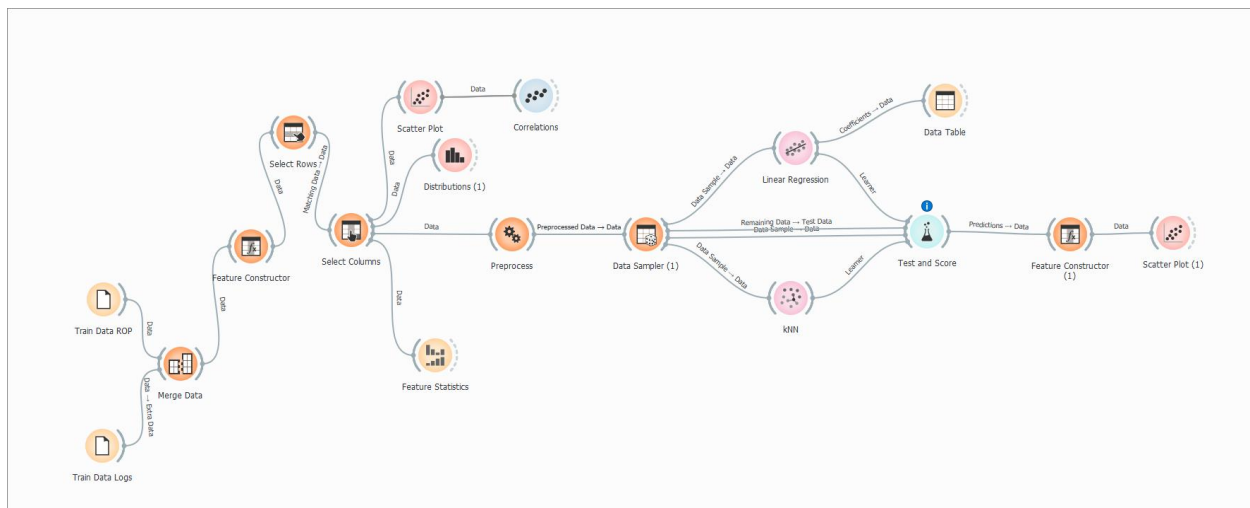 Train Data ROP
Data
Train Data Logs
Data → Extra Data
Merge Data
Data
Feature Constructor
Data
Select Rows
Matching Data → Data
Select Columns
Data
Scatter Plot
Data
Correlations
Data
Distributions (1)
Data
Preprocess
Data
Feature Statistics
Preprocessed Data → Data
Data Sampler (1)
Data Sample → Data
Linear Regression
Coefficients → Data
Data Table
Learner
Remaining Data → Test Data
Data Sample → Data
Data Sample → Data
kNN
Learner
i
Test and Score
Predictions → Data
Feature Constructor
(1)
Data
Scatter Plot (1)